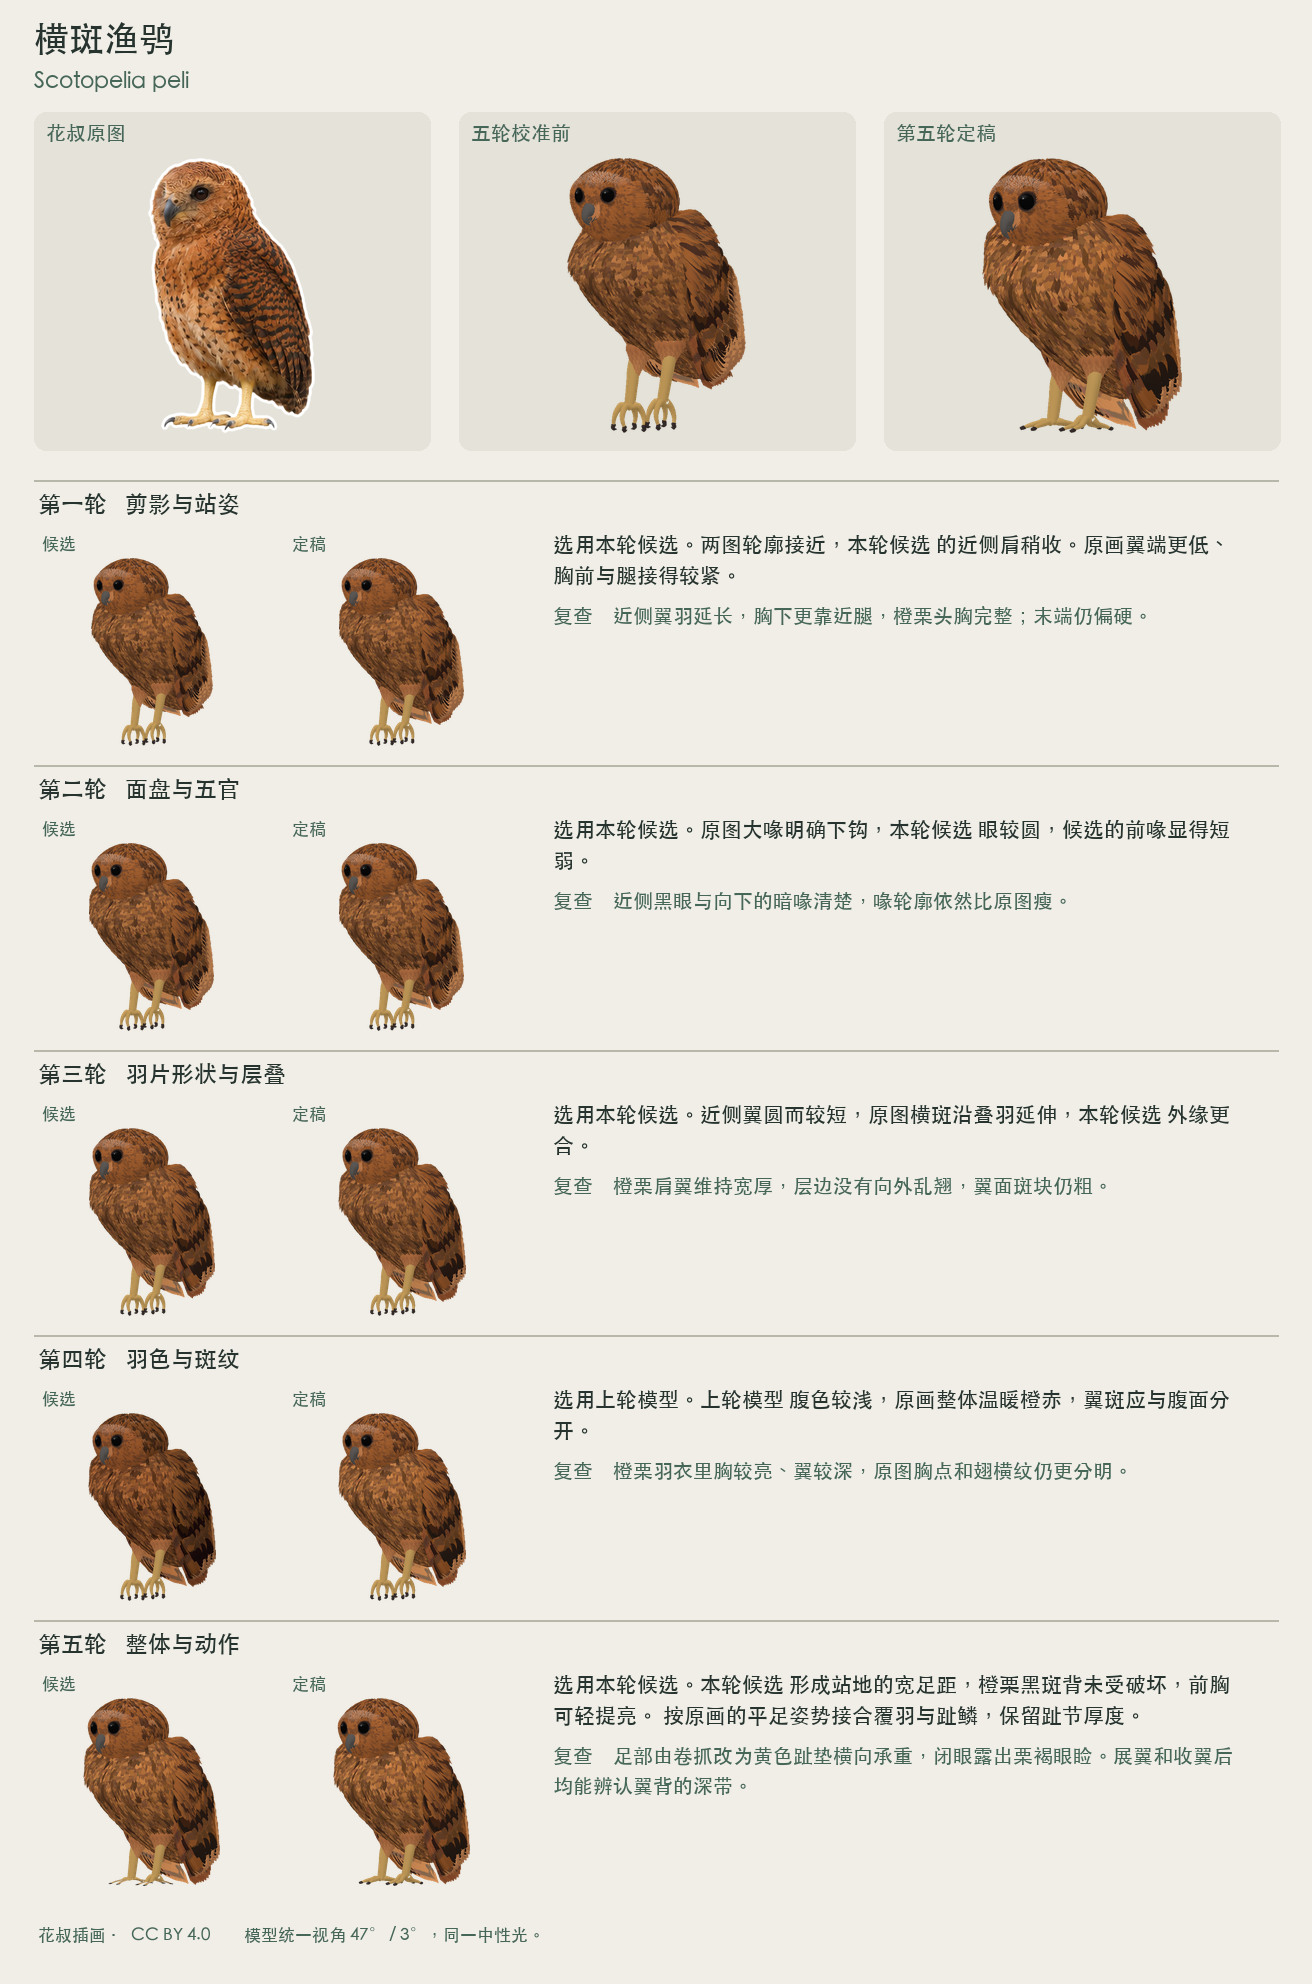 横斑渔鸮
Scotopelia peli
花叔原图
五轮校准前
第五轮定稿
第一轮 剪影与站姿
候选
定稿
选用本轮候选。两图轮廓接近，本轮候选 的近侧肩稍收。原画翼端更低、
胸前与腿接得较紧。
复查 近侧翼羽延长，胸下更靠近腿，橙栗头胸完整；末端仍偏硬。
第二轮 面盘与五官
候选
定稿
选用本轮候选。原图大喙明确下钩，本轮候选 眼较圆，候选的前喙显得短
弱。
复查 近侧黑眼与向下的暗喙清楚，喙轮廓依然比原图瘦。
第三轮 羽片形状与层叠
候选
定稿
选用本轮候选。近侧翼圆而较短，原图横斑沿叠羽延伸，本轮候选 外缘更
合。
复查 橙栗肩翼维持宽厚，层边没有向外乱翘，翼面斑块仍粗。
第四轮 羽色与斑纹
候选
定稿
选用上轮模型。上轮模型 腹色较浅，原画整体温暖橙赤，翼斑应与腹面分
开。
复查 橙栗羽衣里胸较亮、翼较深，原图胸点和翅横纹仍更分明。
第五轮 整体与动作
候选
定稿
选用本轮候选。本轮候选 形成站地的宽足距，橙栗黑斑背未受破坏，前胸
可轻提亮。 按原画的平足姿势接合覆羽与趾鳞，保留趾节厚度。
复查 足部由卷抓改为黄色趾垫横向承重，闭眼露出栗褐眼睑。展翼和收翼后
均能辨认翼背的深带。
花叔插画 · CC BY 4.0 模型统一视角 47° / 3° ，同一中性光。